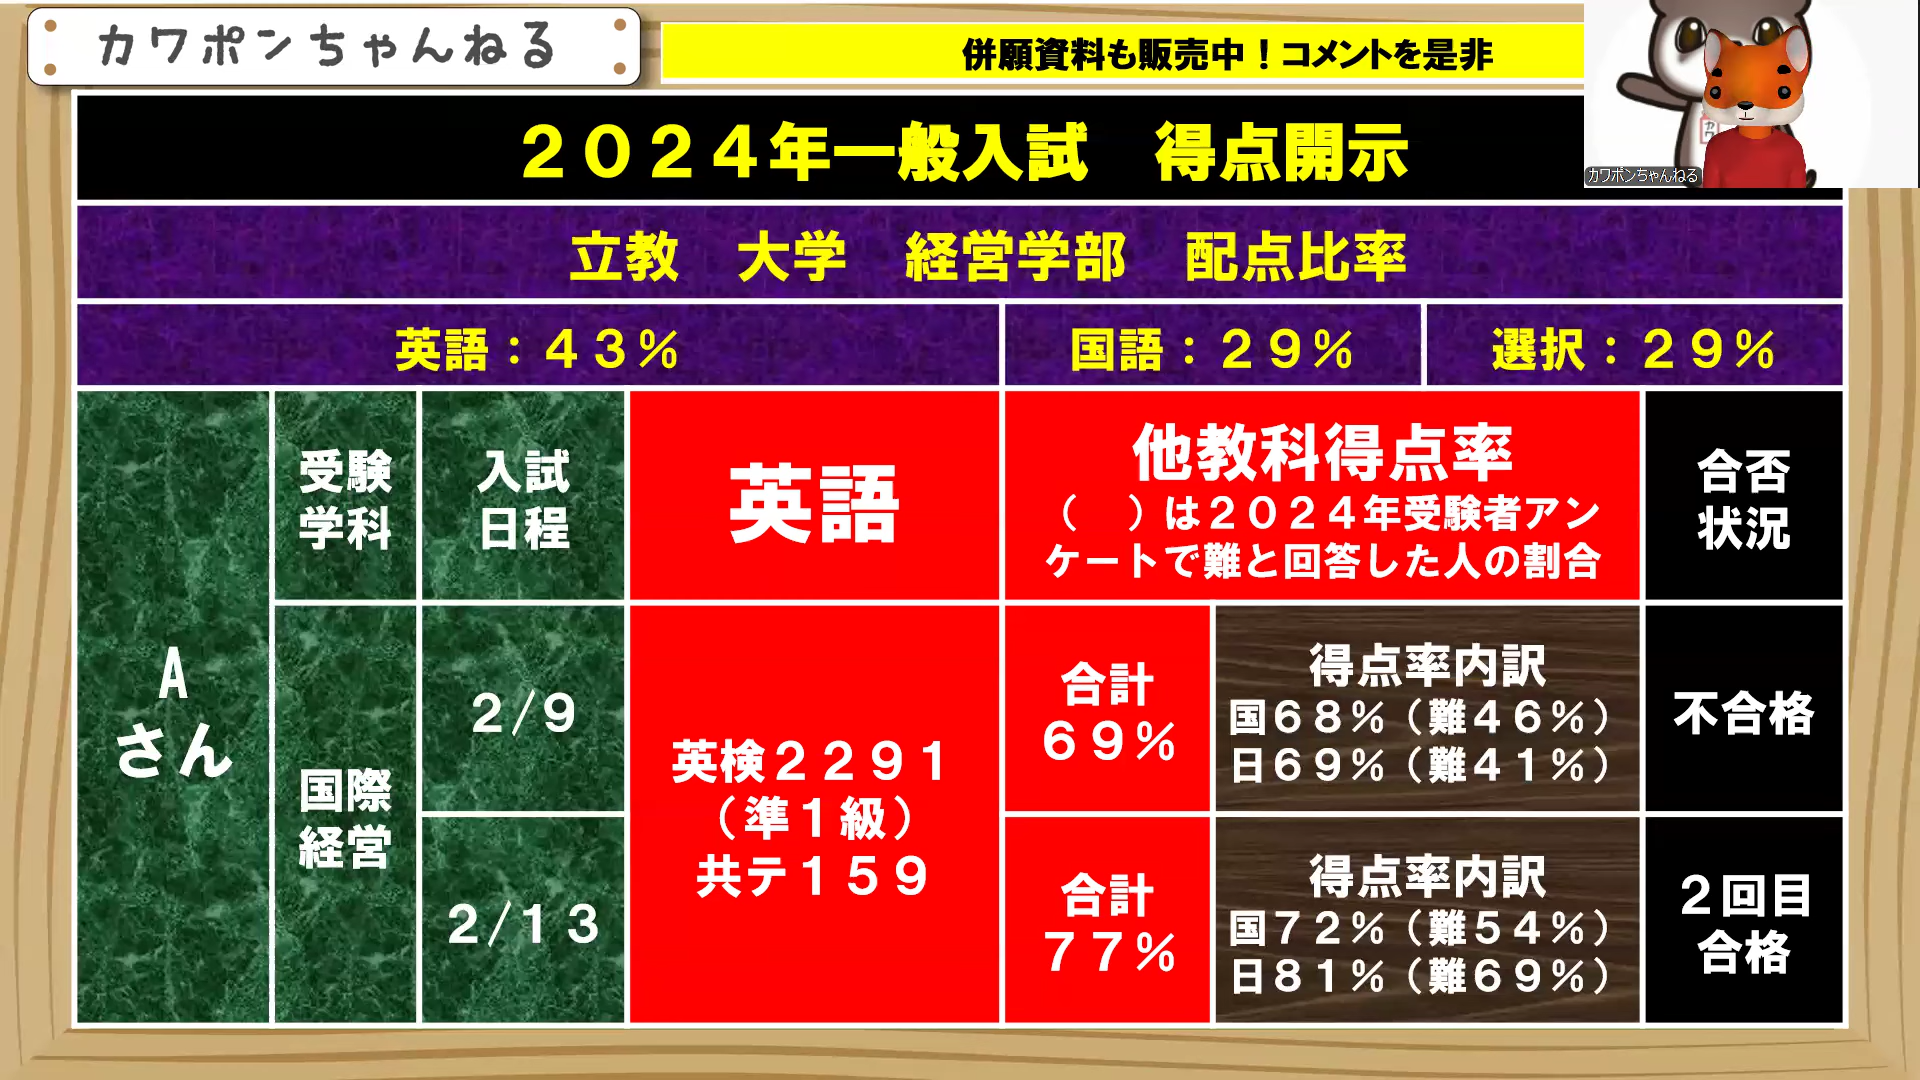 カワポンちゃんねる
併願資料も販売中！コメントを是非
カワポンちゃんねる
２０２４年一般入試　得点開示
立教　大学　経営学部　配点比率
英語：４３％
国語：２９％
選択：２９％
A
さん
受験
学科
入試
日程
英語
他教科得点率
（　）は２０２４年受験者アン
ケートで難と回答した人の割合
合否
状況
国際
経営
２/９
英検２２９１
（準１級）
共テ１５９
合計
６９％
得点率内訳
国６８％（難４６％）
日６９％（難４１％）
不合格
２/１３
合計
７７％
得点率内訳
国７２％（難５４％）
日８１％（難６９％）
２回目
合格